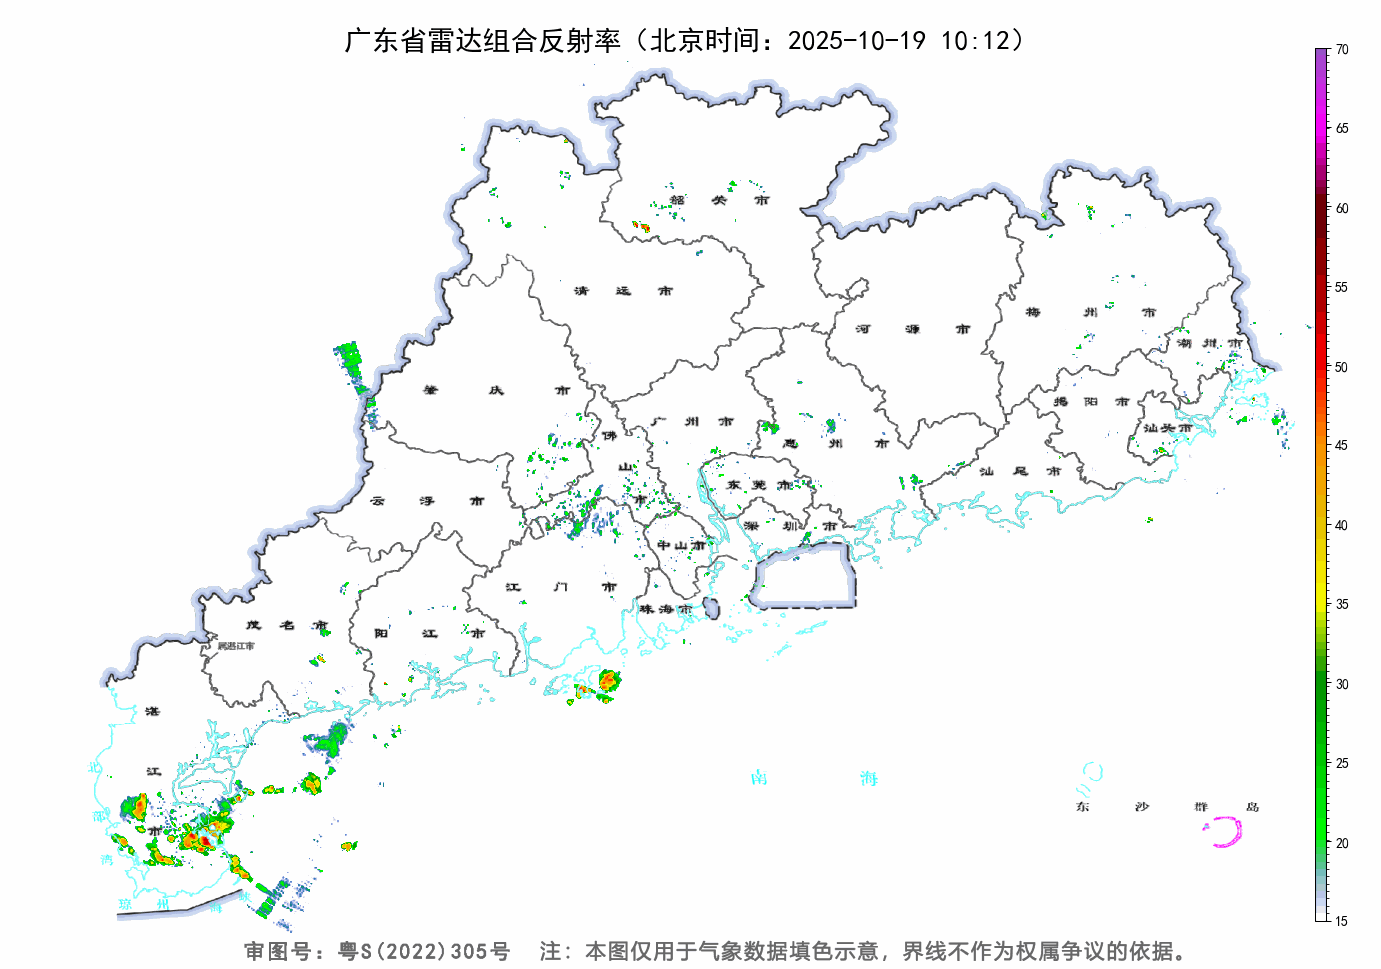 广东省雷达组合反射率（北京时间：2025-10-19 10:12）
70
65
60
55
50
45
40
35
30
25
20
15
韶 关 市
清 远 市
河 源 市
梅 州 市
潮 州 市
肇 庆 市
广 州 市
佛
山
市
惠 州 市
揭 阳 市
汕头市
汕 尾 市
东 莞 市
云 浮 市
深 圳 市
中山市
江 门 市
珠海市
茂 名 市
属湛江市
阳 江 市
湛
江
市
北
部
湾
琼 州 海 峡
南 海
东 沙 群 岛
审图号：粤S(2022)305号 注：本图仅用于气象数据填色示意，界线不作为权属争议的依据。